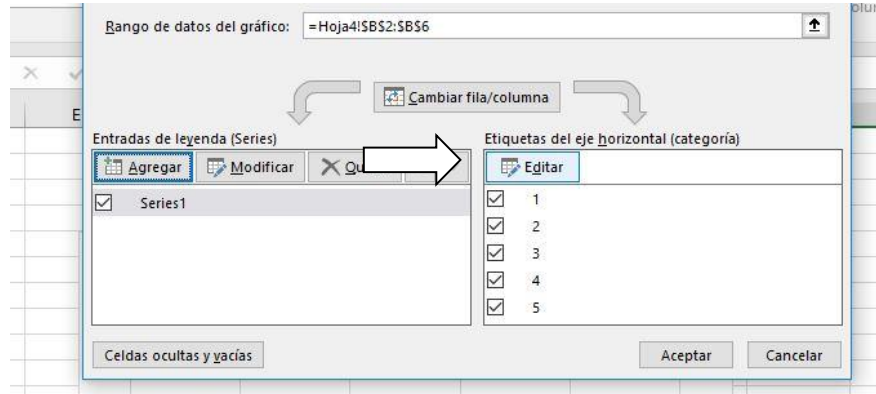 Rango de datos del gráfico: =Hoja4!$B$2:$B$6
Cambiar fila/columna
E
Entradas de leyenda (Series)
Etiquetas del eje horizontal (categoría)
Agregar Modificar
Editar
Series1
1
2
3
4
5
Celdas ocultas y vacías
Aceptar Cancelar